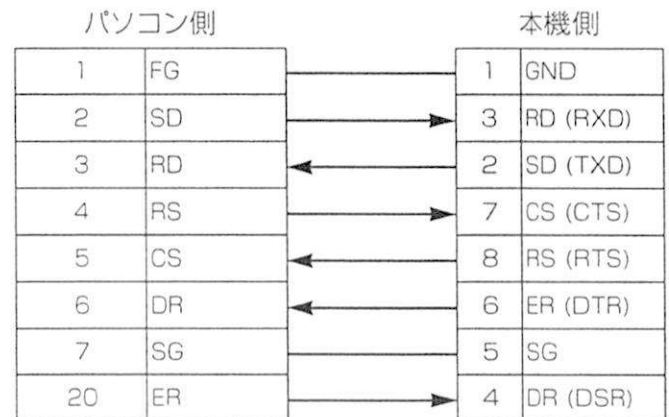 パソコン側 本機側
1 FG 1 GND
2 SD 3 RD (RXD)
3 RD 2 SD (TXD)
4 RS 7 CS (CTS)
5 CS 8 RS (RTS)
6 DR 6 ER (DTR)
7 SG 5 SG
20 ER 4 DR (DSR)